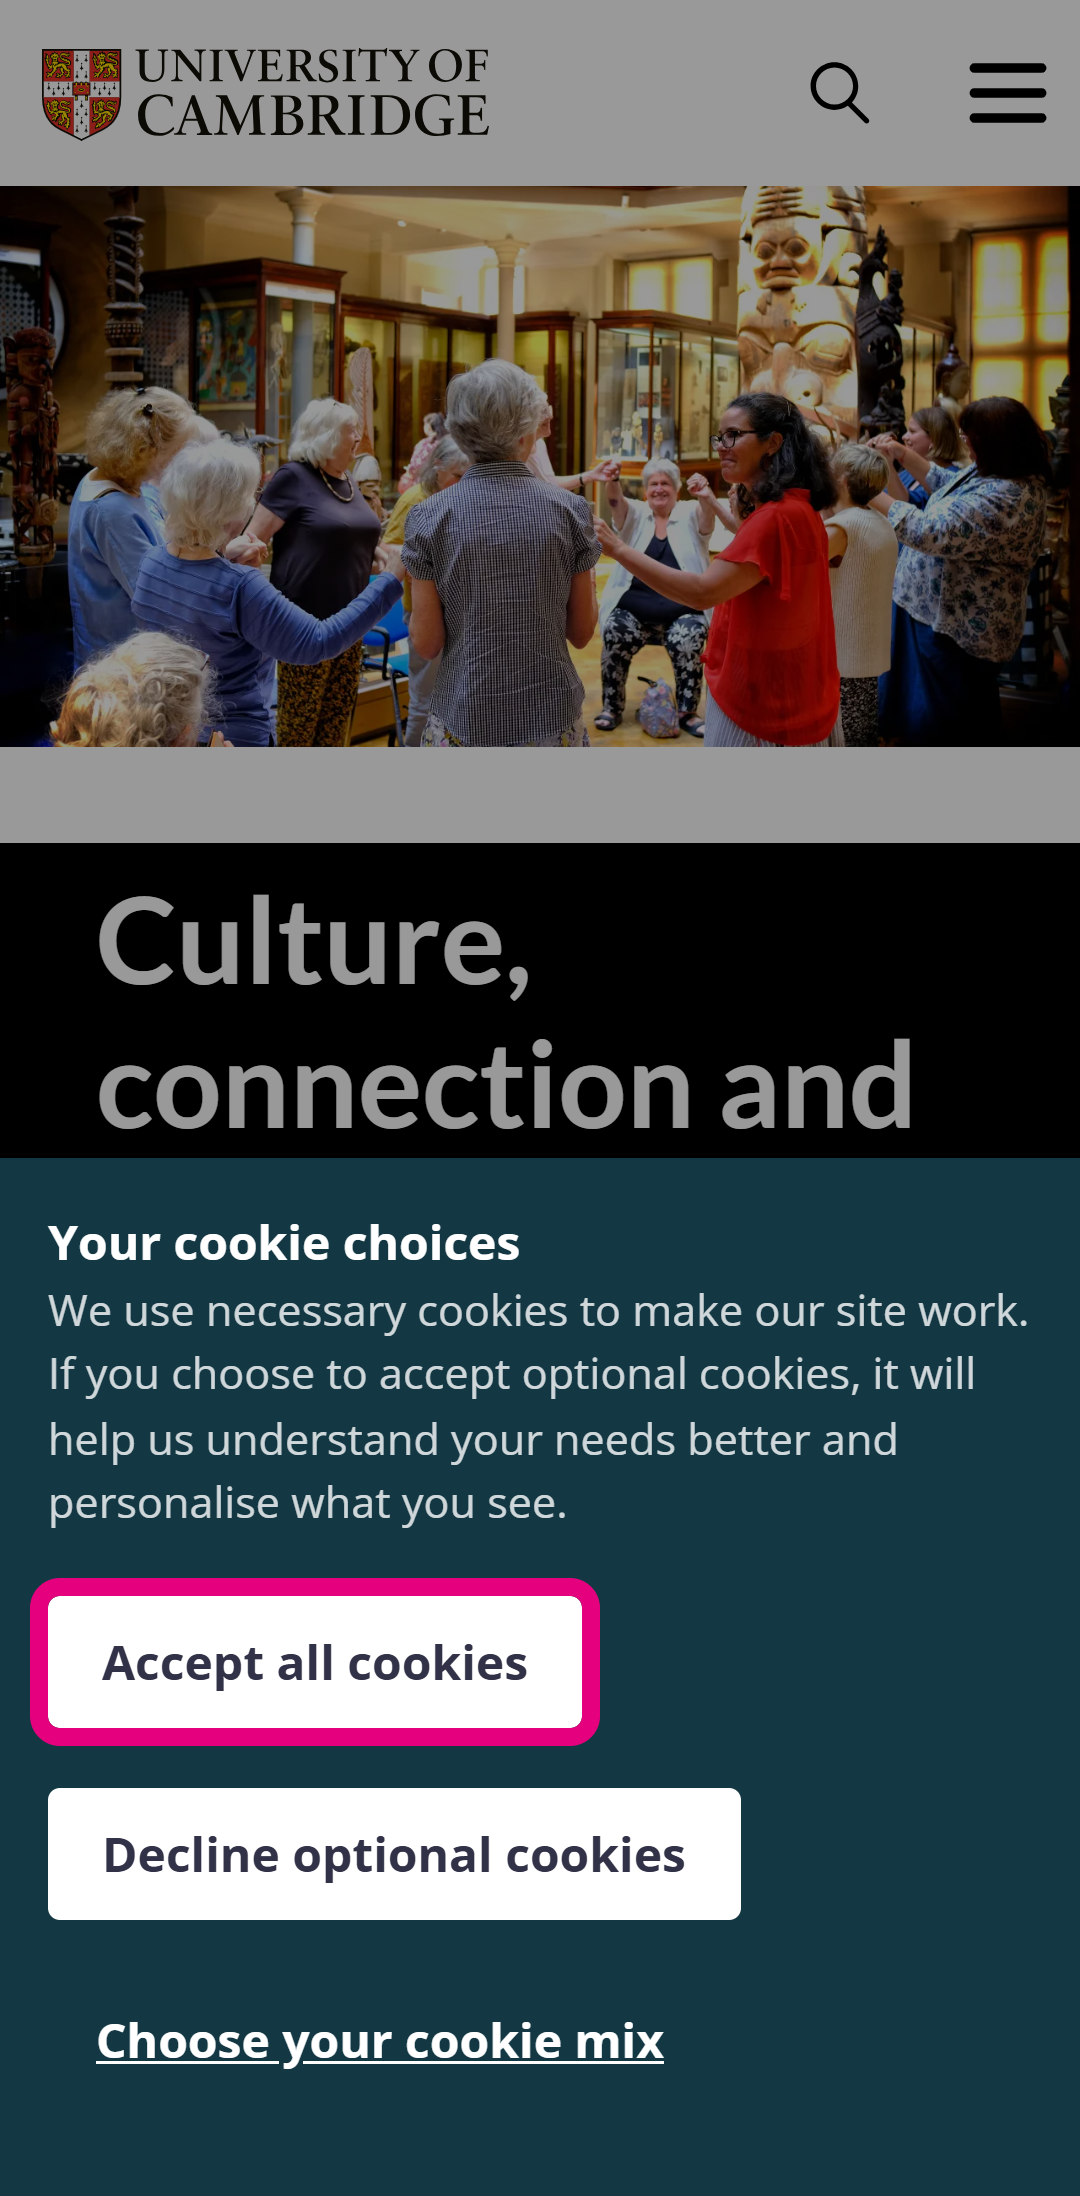 UNIVERSITY OF
CAMBRIDGE
Culture,
connection and
Your cookie choices
We use necessary cookies to make our site work.
If you choose to accept optional cookies, it will
help us understand your needs better and
personalise what you see.
Accept all cookies
Decline optional cookies
Choose your cookie mix